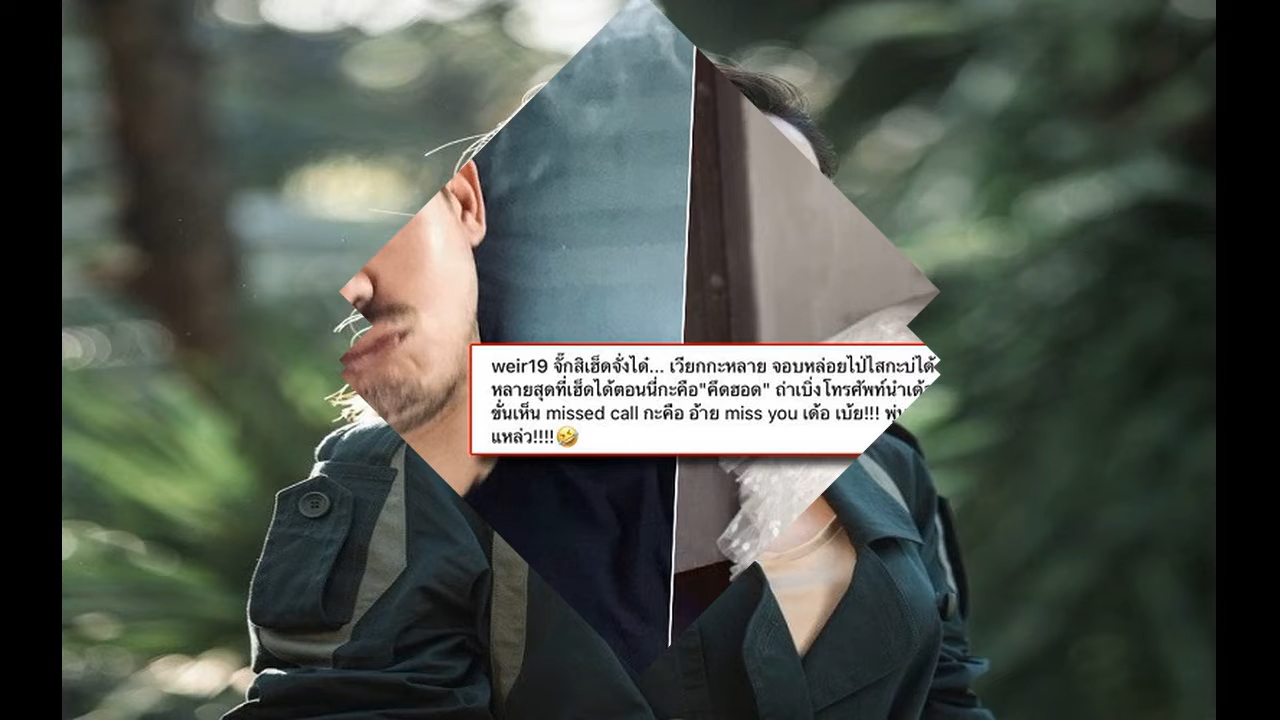 weir19 จั๊กสิเฮ็ดจั่งได๋... เวียกกะหลาย จอบหล่อยไป่ไสกะบ่ได้
หลายสุดที่เฮ็ดได้ตอนนี่กะคือ"คึดฮอด" ถ่าเบิ่งโทรศัพท์นำเด้
ขั่นเห็น missed call กะคือ อ้าย miss you เด้อ เบ้ย!!!
แหล่ว!!!!🤣